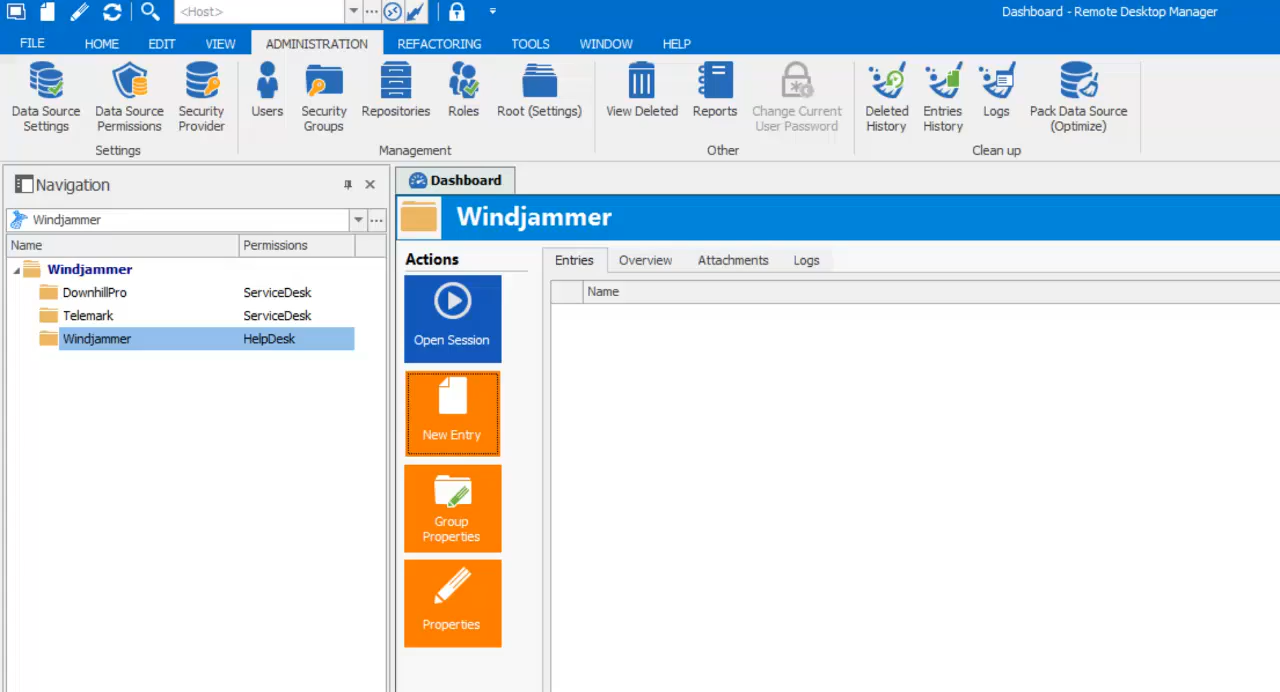 <Host>
Dashboard - Remote Desktop Manager
FILE HOME EDIT VIEW ADMINISTRATION REFACTORING TOOLS WINDOW HELP
Data Source Settings
Data Source Permissions
Security Provider
Settings
Users
Security Groups
Repositories
Roles
Root (Settings)
Management
View Deleted
Reports
Change Current User Password
Other
Deleted History
Entries History
Logs
Pack Data Source (Optimize)
Clean up
Navigation
Windjammer
Name Permissions
Windjammer
DownhillPro ServiceDesk
Telemark ServiceDesk
Windjammer HelpDesk
Dashboard
Windjammer
Actions
Open Session
New Entry
Group
Properties
Properties
Entries Overview Attachments Logs
Name